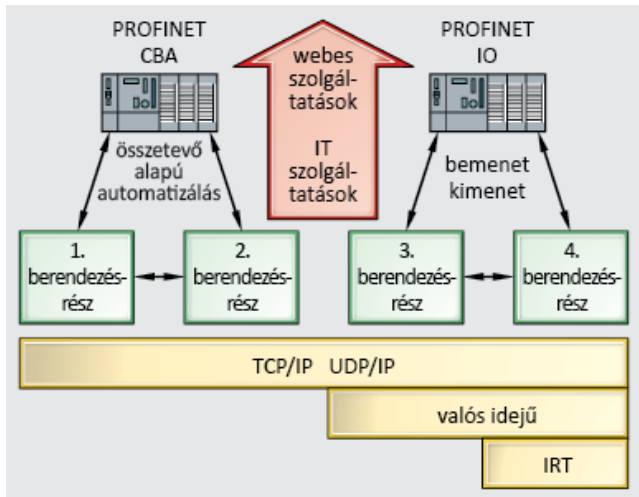 PROFINET
CBA
webes
szolgál-
tatások
IT
szolgál-
tatások
PROFINET
IO
összetevő
alapú
automatizálás
bemenet
kimenet
1.
berendezés-
rész
2.
berendezés-
rész
3.
berendezés-
rész
4.
berendezés-
rész
TCP/IP UDP/IP
valós idejű
IRT